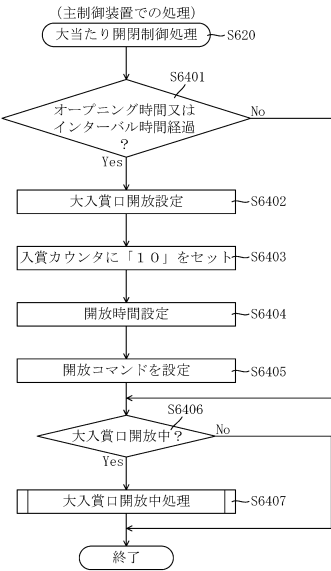 （主制御装置での処理）
大当たり開閉制御処理
S620
S6401
オープニング時間又は
インターバル時間経過
？
No
Yes
大入賞口開放設定
S6402
入賞カウンタに「１０」をセット
S6403
開放時間設定
S6404
開放コマンドを設定
S6405
S6406
大入賞口開放中？
No
Yes
大入賞口開放中処理
S6407
終了